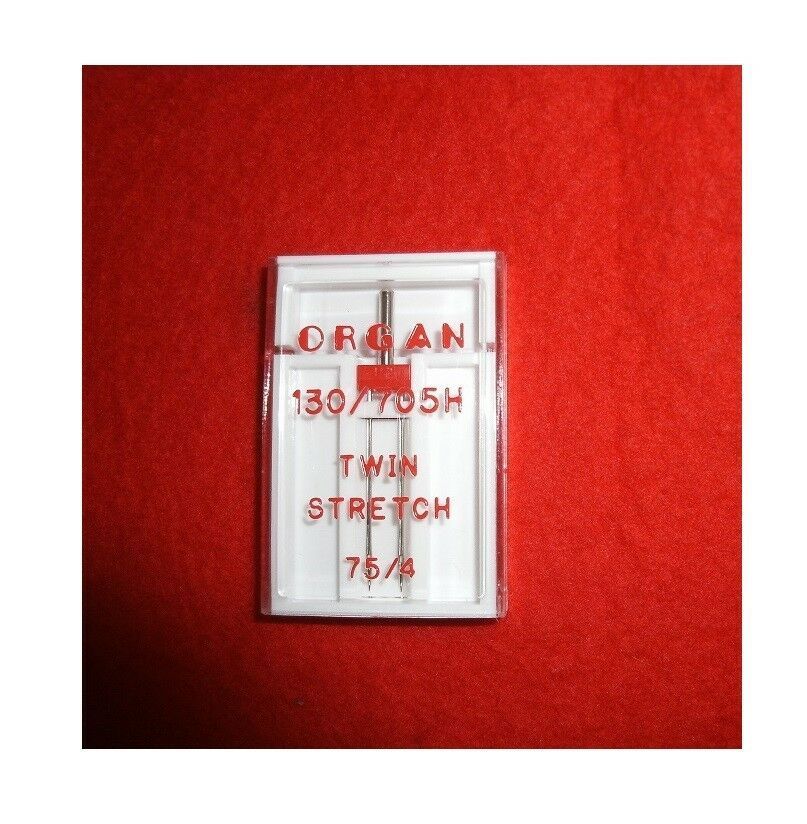 ORGAN
130/705H
TWIN
STRETCH
75/4